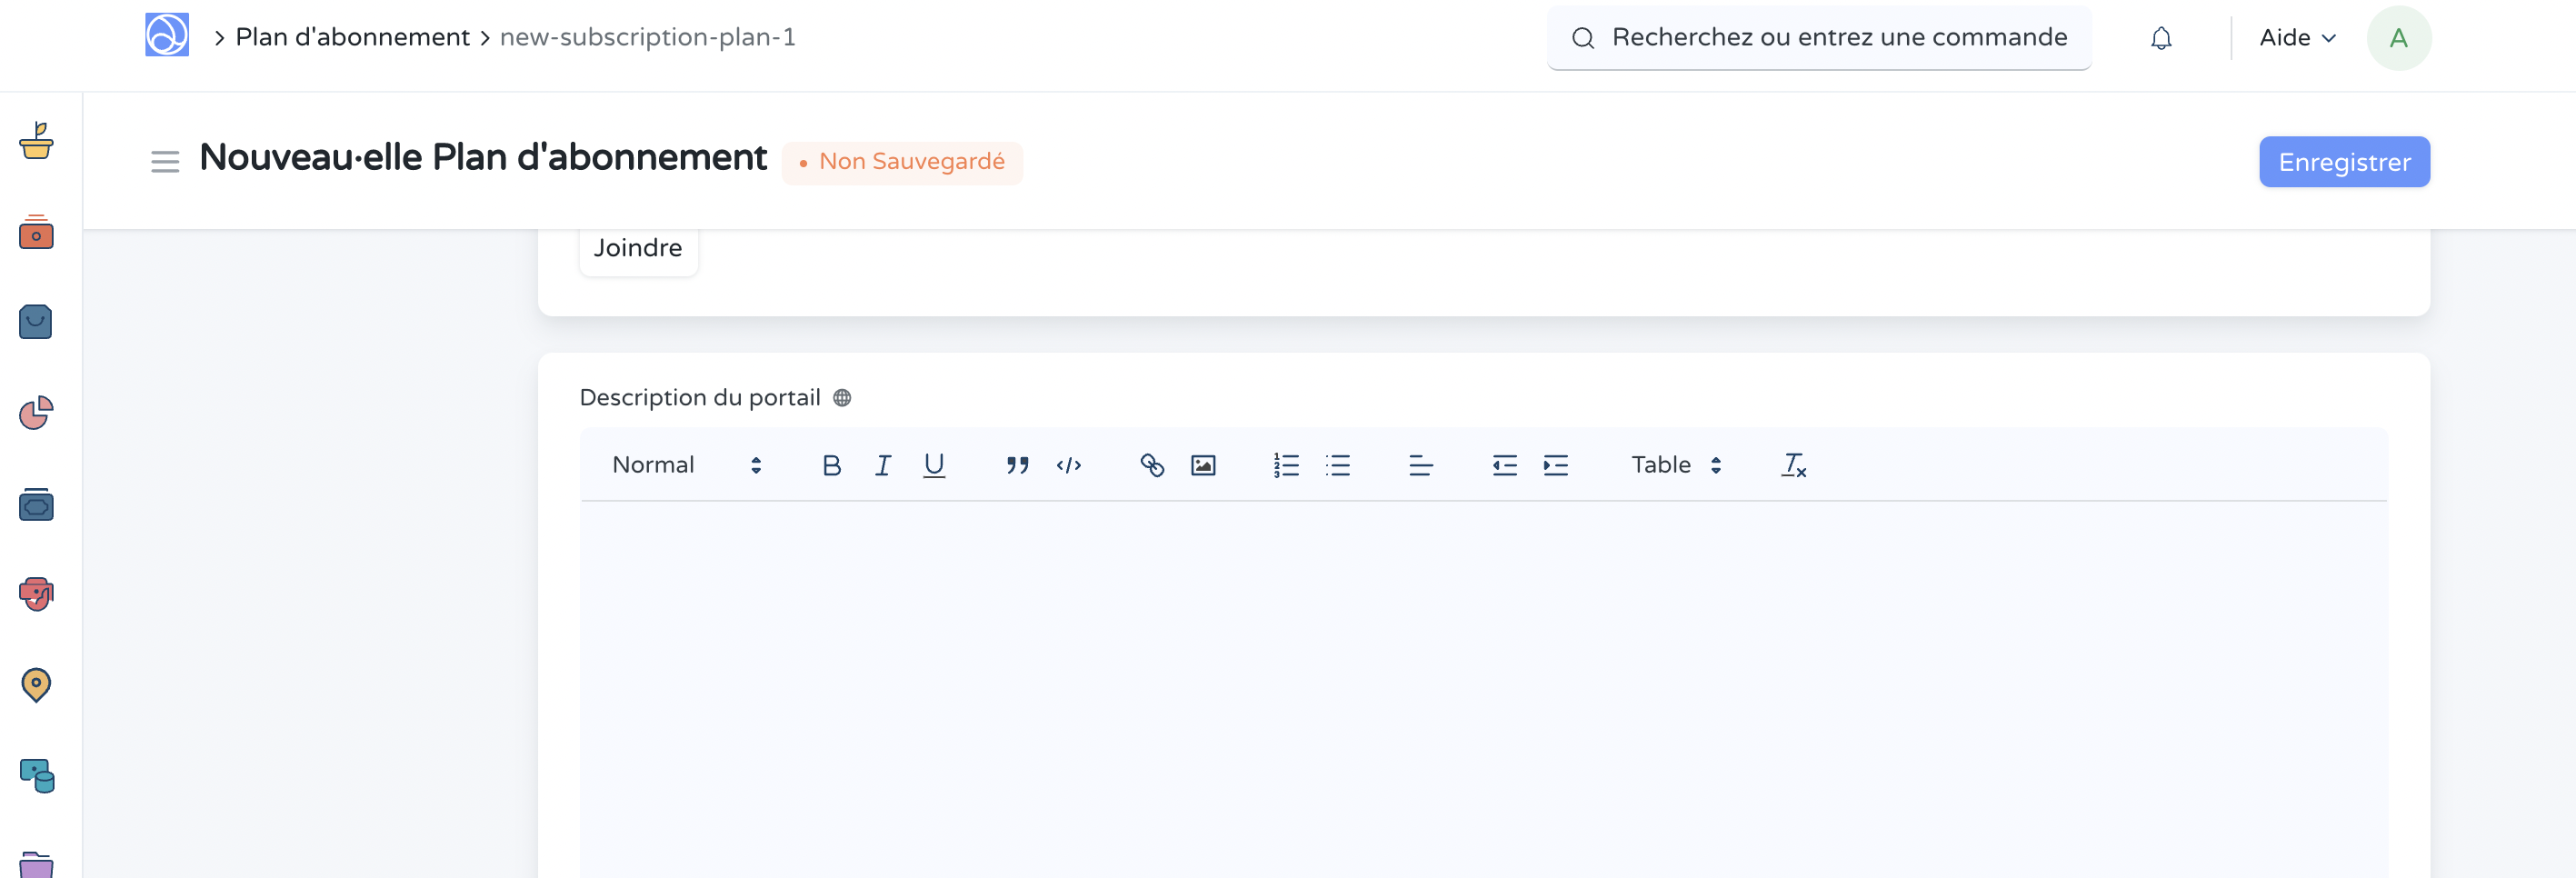 Plan d'abonnement
new-subscription-plan-1
Recherchez ou entrez une commande
Aide
A
Nouveau·elle Plan d'abonnement
Non Sauvegardé
Enregistrer
Joindre
Description du portail
Normal
Table